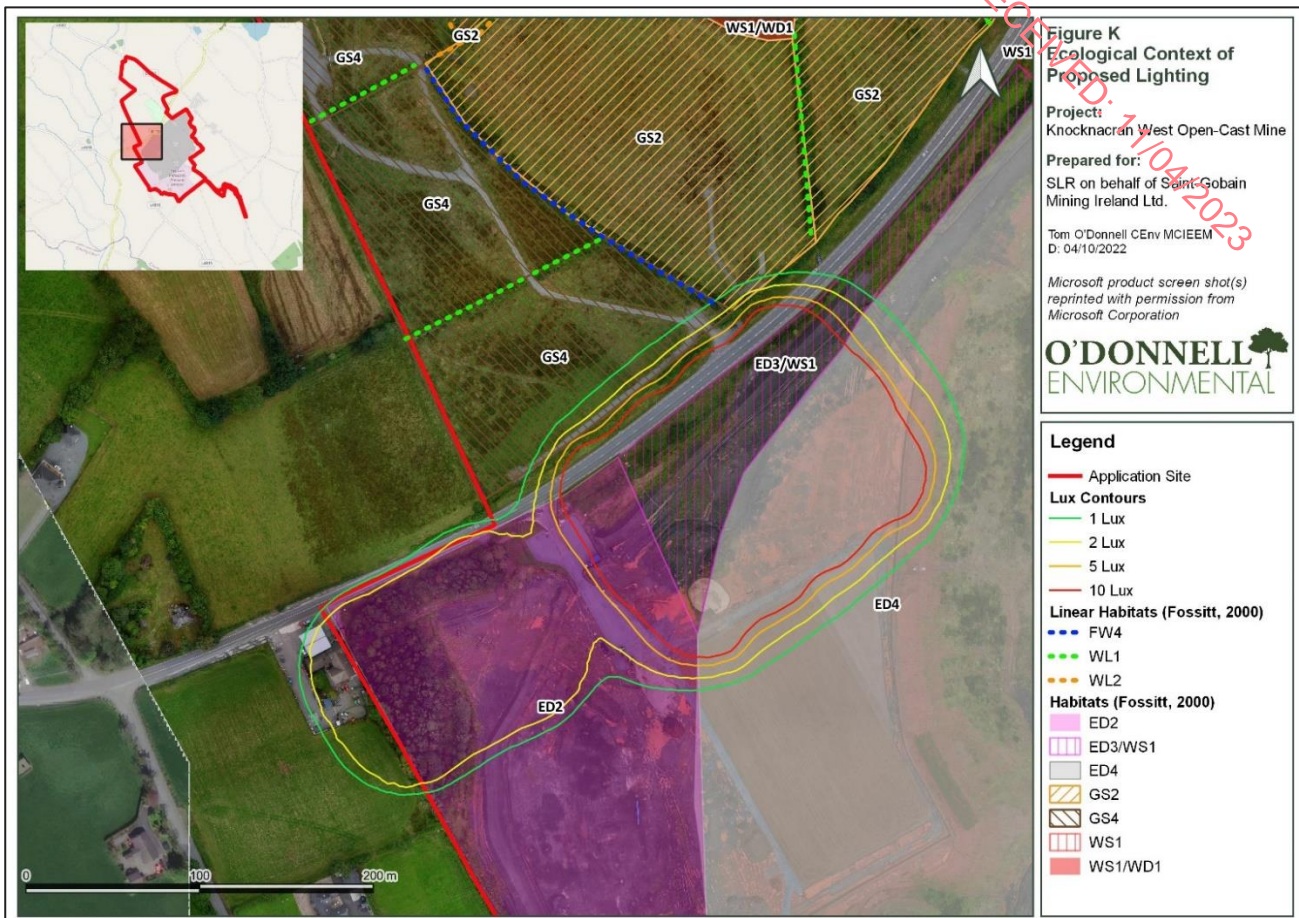 Figure K
Ecological Context of
Proposed Lighting
Project:
Knocknacran West Open-Cast Mine
Prepared for:
SLR on behalf of Saint-Gobain
Mining Ireland Ltd.
Tom O'Donnell CEnv MCIEEM
D: 04/10/2022
Microsoft product screen shot(s)
reprinted with permission from
Microsoft Corporation
O'DONNELL
ENVIRONMENTAL
RECEIVED: 11/04/2023
Legend
Application Site
Lux Contours
1 Lux
2 Lux
5 Lux
10 Lux
Linear Habitats (Fossitt, 2000)
FW4
WL1
WL2
Habitats (Fossitt, 2000)
ED2
ED3/WS1
ED4
GS2
GS4
WS1
WS1/WD1
GS2
WS1/WD1
WS1
GS4
GS2
GS2
GS4
GS4
ED3/WS1
ED4
ED2
0
100
200 m